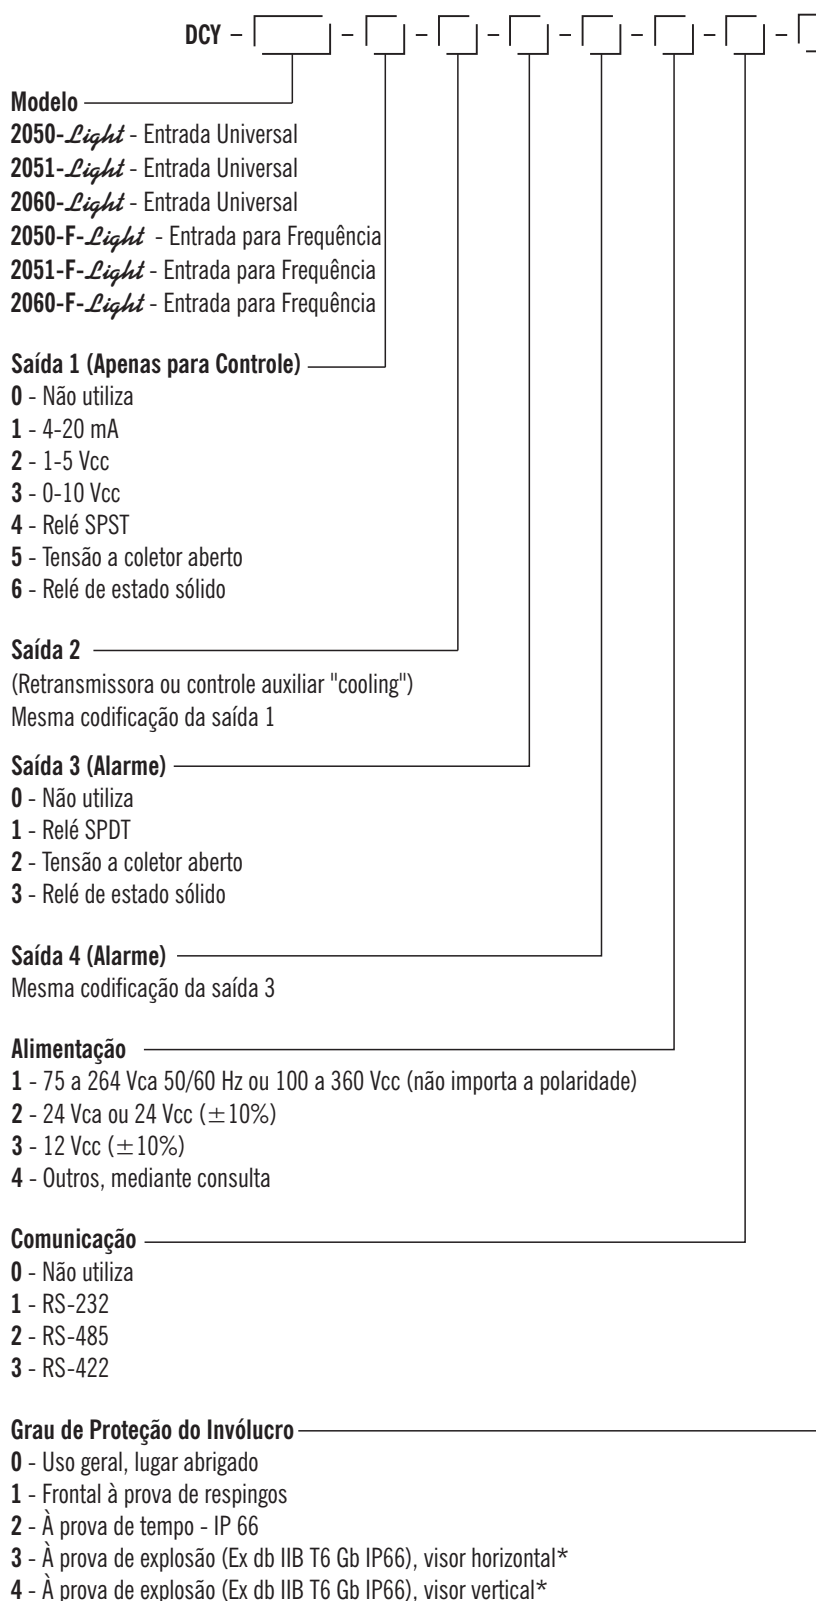 DCY - - - - - - - -
Modelo
2050-Light - Entrada Universal
2051-Light - Entrada Universal
2060-Light - Entrada Universal
2050-F-Light - Entrada para Frequência
2051-F-Light - Entrada para Frequência
2060-F-Light - Entrada para Frequência
Saída 1 (Apenas para Controle)
0 - Não utiliza
1 - 4-20 mA
2 - 1-5 Vcc
3 - 0-10 Vcc
4 - Relé SPST
5 - Tensão a coletor aberto
6 - Relé de estado sólido
Saída 2
(Retransmissora ou controle auxiliar "cooling")
Mesma codificação da saída 1
Saída 3 (Alarme)
0 - Não utiliza
1 - Relé SPDT
2 - Tensão a coletor aberto
3 - Relé de estado sólido
Saída 4 (Alarme)
Mesma codificação da saída 3
Alimentação
1 - 75 a 264 Vca 50/60 Hz ou 100 a 360 Vcc (não importa a polaridade)
2 - 24 Vca ou 24 Vcc (±10%)
3 - 12 Vcc (±10%)
4 - Outros, mediante consulta
Comunicação
0 - Não utiliza
1 - RS-232
2 - RS-485
3 - RS-422
Grau de Proteção do Invólucro
0 - Uso geral, lugar abrigado
1 - Frontal à prova de respingos
2 - À prova de tempo - IP 66
3 - À prova de explosão (Ex db IIB T6 Gb IP66), visor horizontal*
4 - À prova de explosão (Ex db IIB T6 Gb IP66), visor vertical*